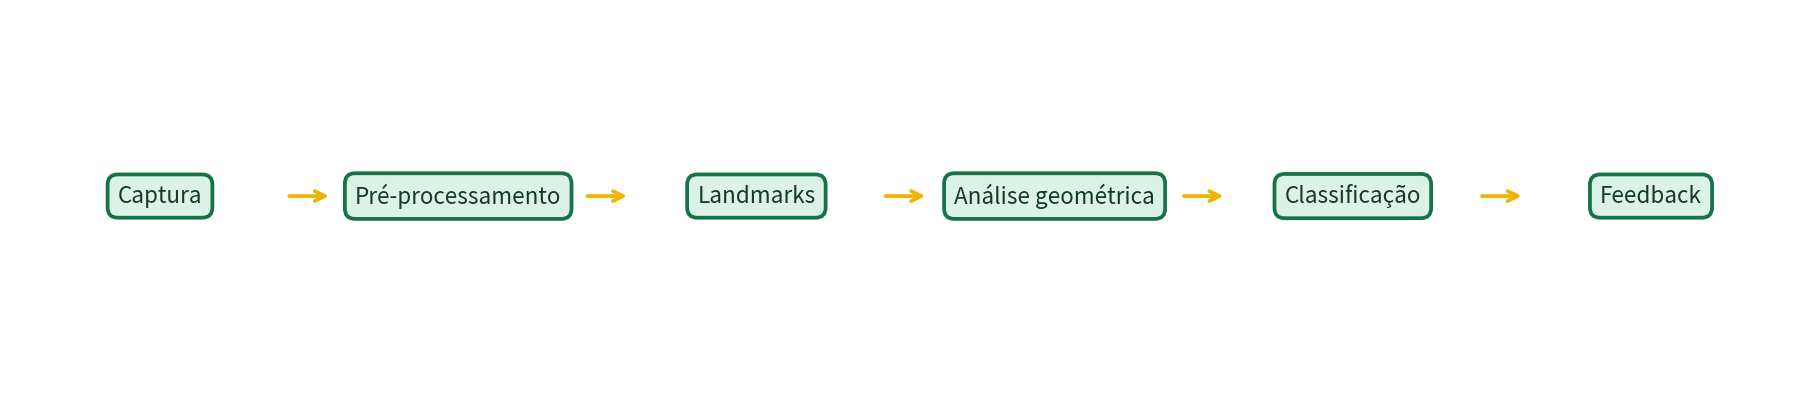 Captura → Pré-processamento → Landmarks → Análise geométrica → Classificação → Feedback